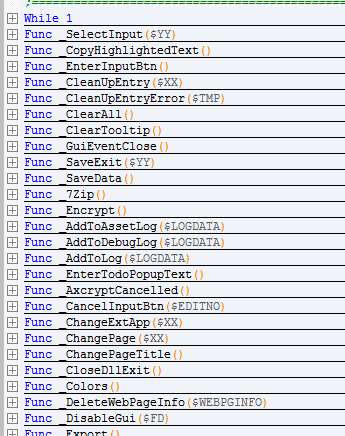 While 1
Func _SelectInput($YY)
Func _CopyHighlightedText()
Func _EnterInputBtn()
Func _CleanUpEntry($XX)
Func _CleanUpEntryError($TMP)
Func _ClearAll()
Func _ClearTooltip()
Func _GuiEventClose()
Func _SaveExit($YY)
Func _SaveData()
Func _7Zip()
Func _Encrypt()
Func _AddToAssetLog($LOGDATA)
Func _AddToDebugLog($LOGDATA)
Func _AddToLog($LOGDATA)
Func _EnterTodoPopupText()
Func _AxcryptCancelled()
Func _CancelInputBtn($EDITNO)
Func _ChangeExtApp($XX)
Func _ChangePage($XX)
Func _ChangePageTitle()
Func _CloseDllExit()
Func _Colors()
Func _DeleteWebPageInfo($WEBPGINFO)
Func _DisableGui($FD)
Func _Export()